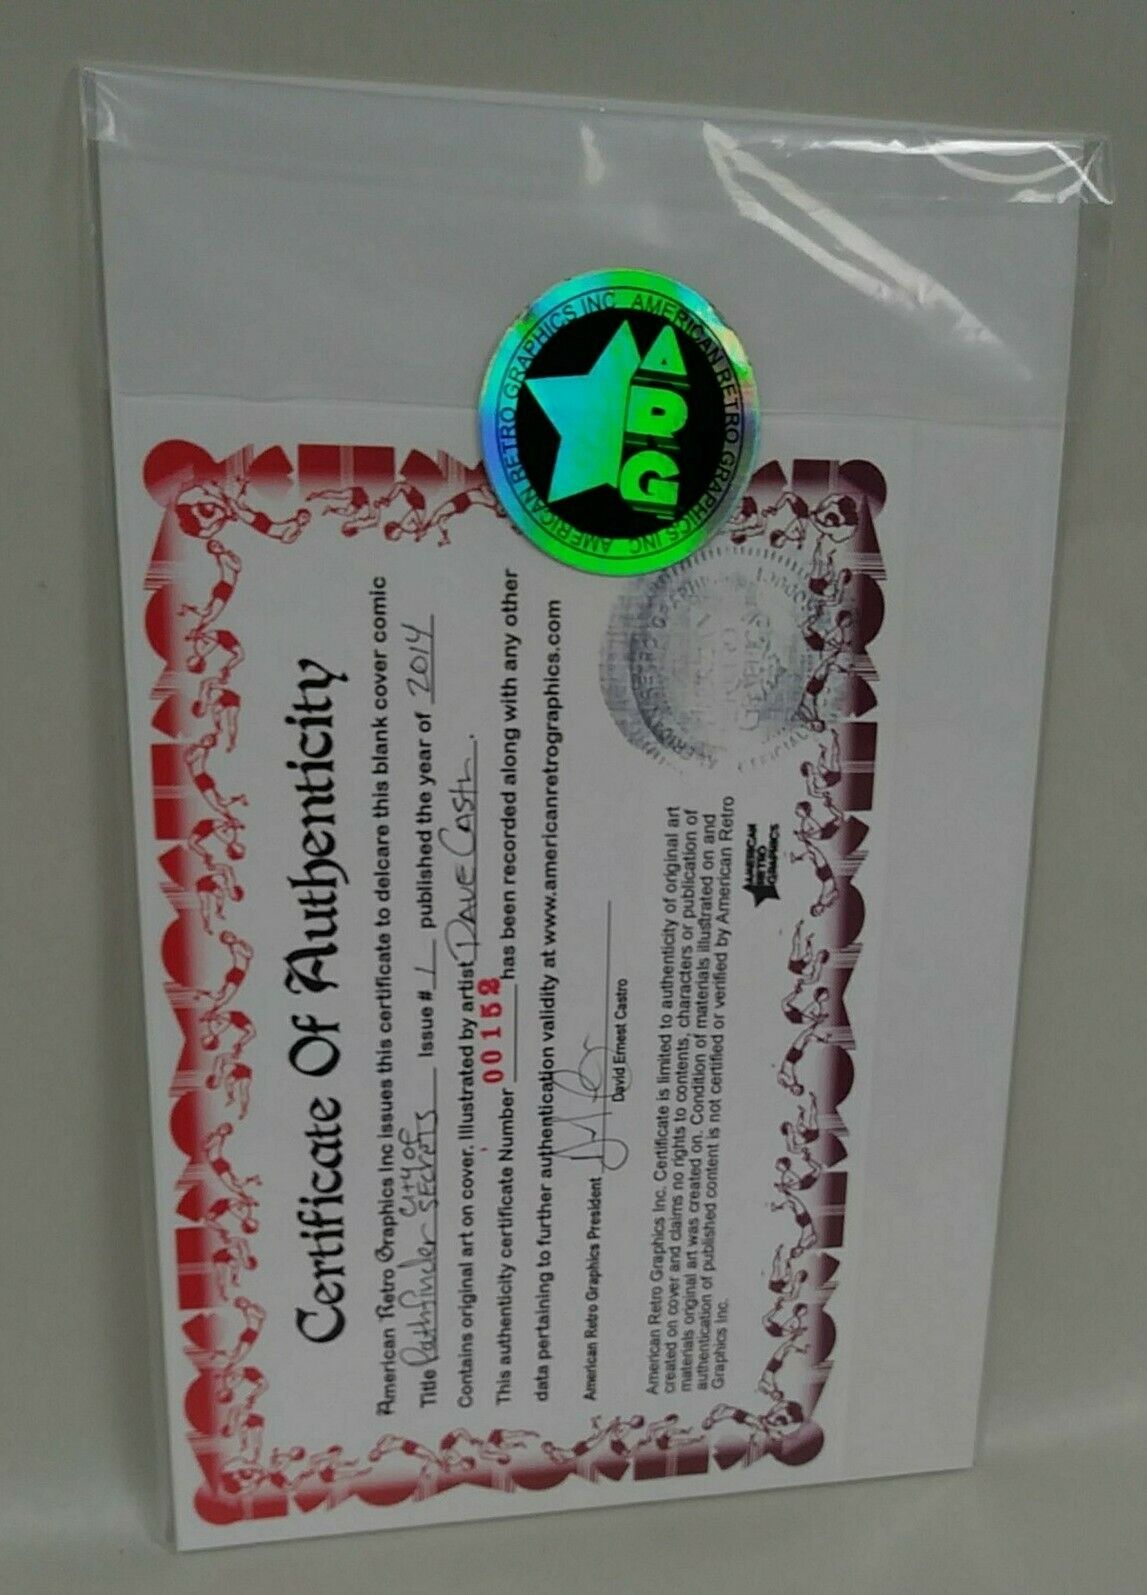 Certificate Of Authenticity
American Retro Graphics Inc issues this certificate to delcare this blank cover comic
Title Pathfinder City of Secrets Issue # 1 published the year of 2014
Contains original art on cover. Illustrated by artist Dave Castr.
This authenticity certificate Number 00152 has been recorded along with any other
data pertaining to further authentication validity at www.americanretrographics.com
American Retro Graphics President
David Ernest Castro
American Retro Graphics Inc. Certificate is limited to authenticity of original art
created on cover and claims no rights to contents, characters or publication of
materials original art was created on. Condition of materials illustrated on and
authentication of published content is not certified or verified by American Retro
Graphics Inc.
AMERICAN
RETRO
GRAPHICS
AMERICAN RETRO GRAPHICS INC AMERICAN RETRO GRAPHICS INC
ARG